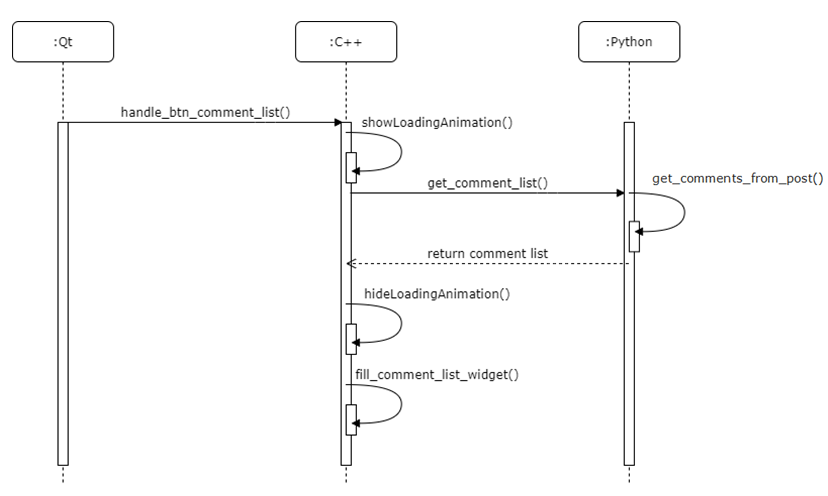 :Qt
:C++
:Python
handle_btn_comment_list()
showLoadingAnimation()
get_comment_list()
get_comments_from_post()
return comment list
hideLoadingAnimation()
fill_comment_list_widget()